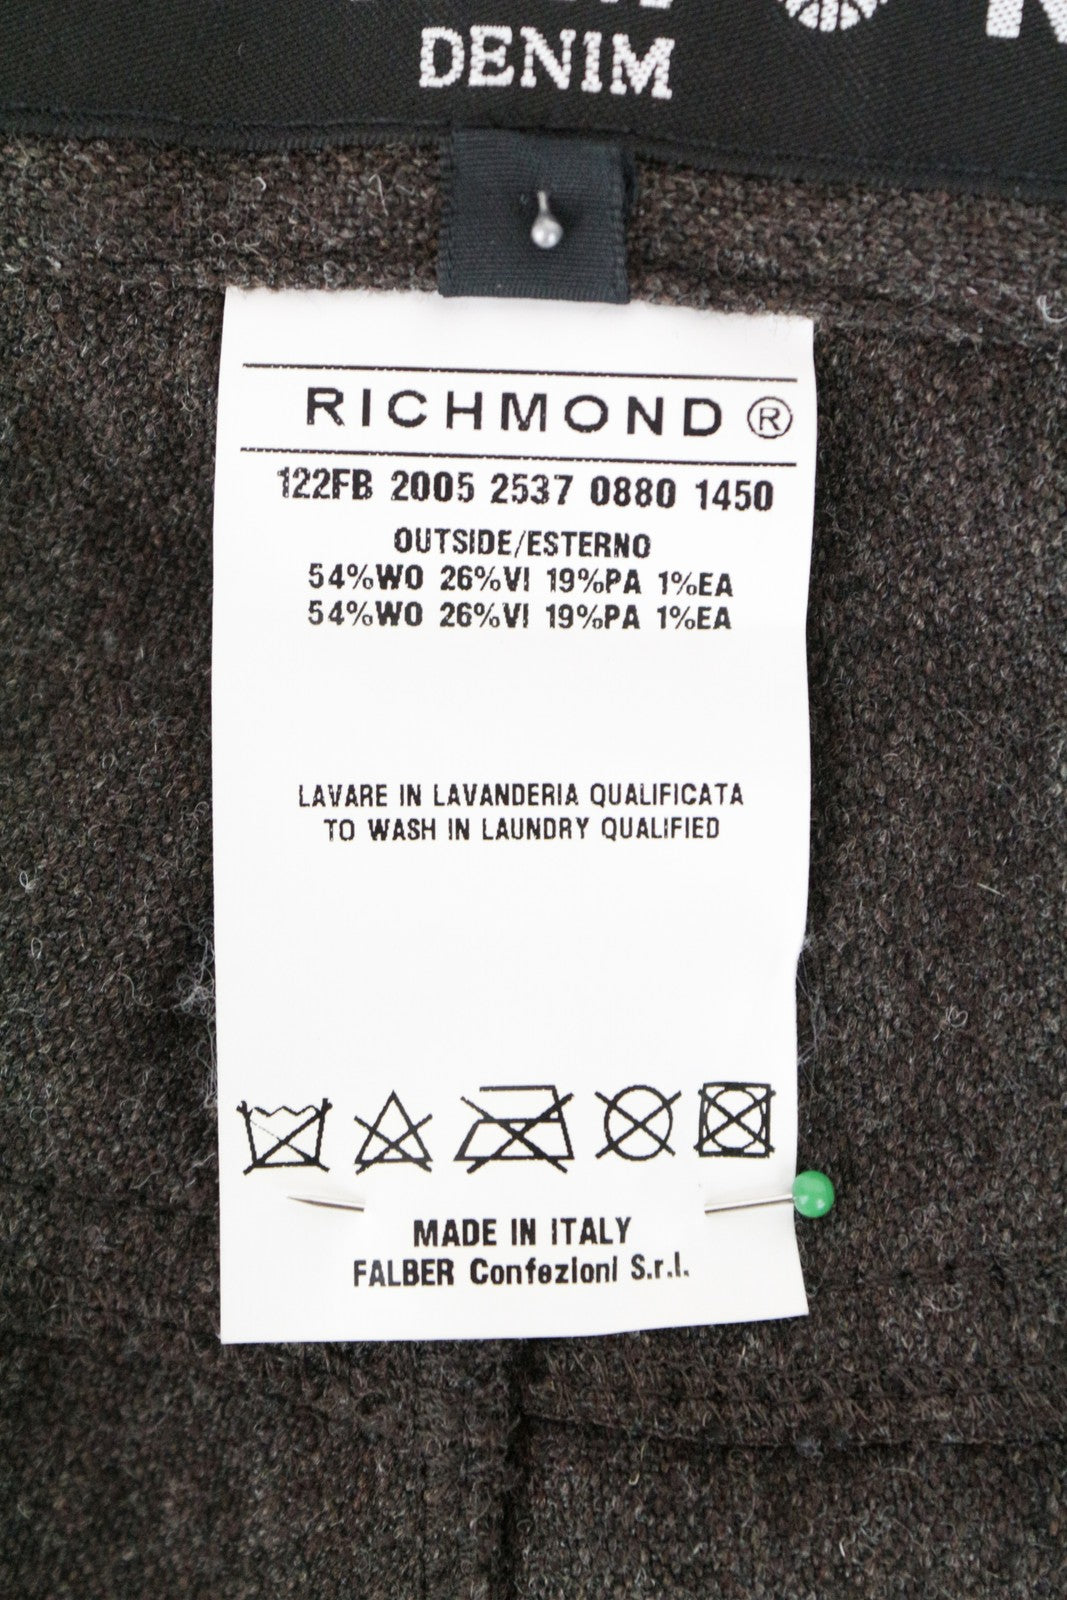 DENIM
RICHMOND ®
122FB 2005 2537 0880 1450
OUTSIDE/ESTERNO
54%WO 26%VI 19%PA 1%EA
54%WO 26%VI 19%PA 1%EA
LAVARE IN LAVANDERIA QUALIFICATA
TO WASH IN LAUNDRY QUALIFIED
MADE IN ITALY
FALBER Confezioni S.r.l.